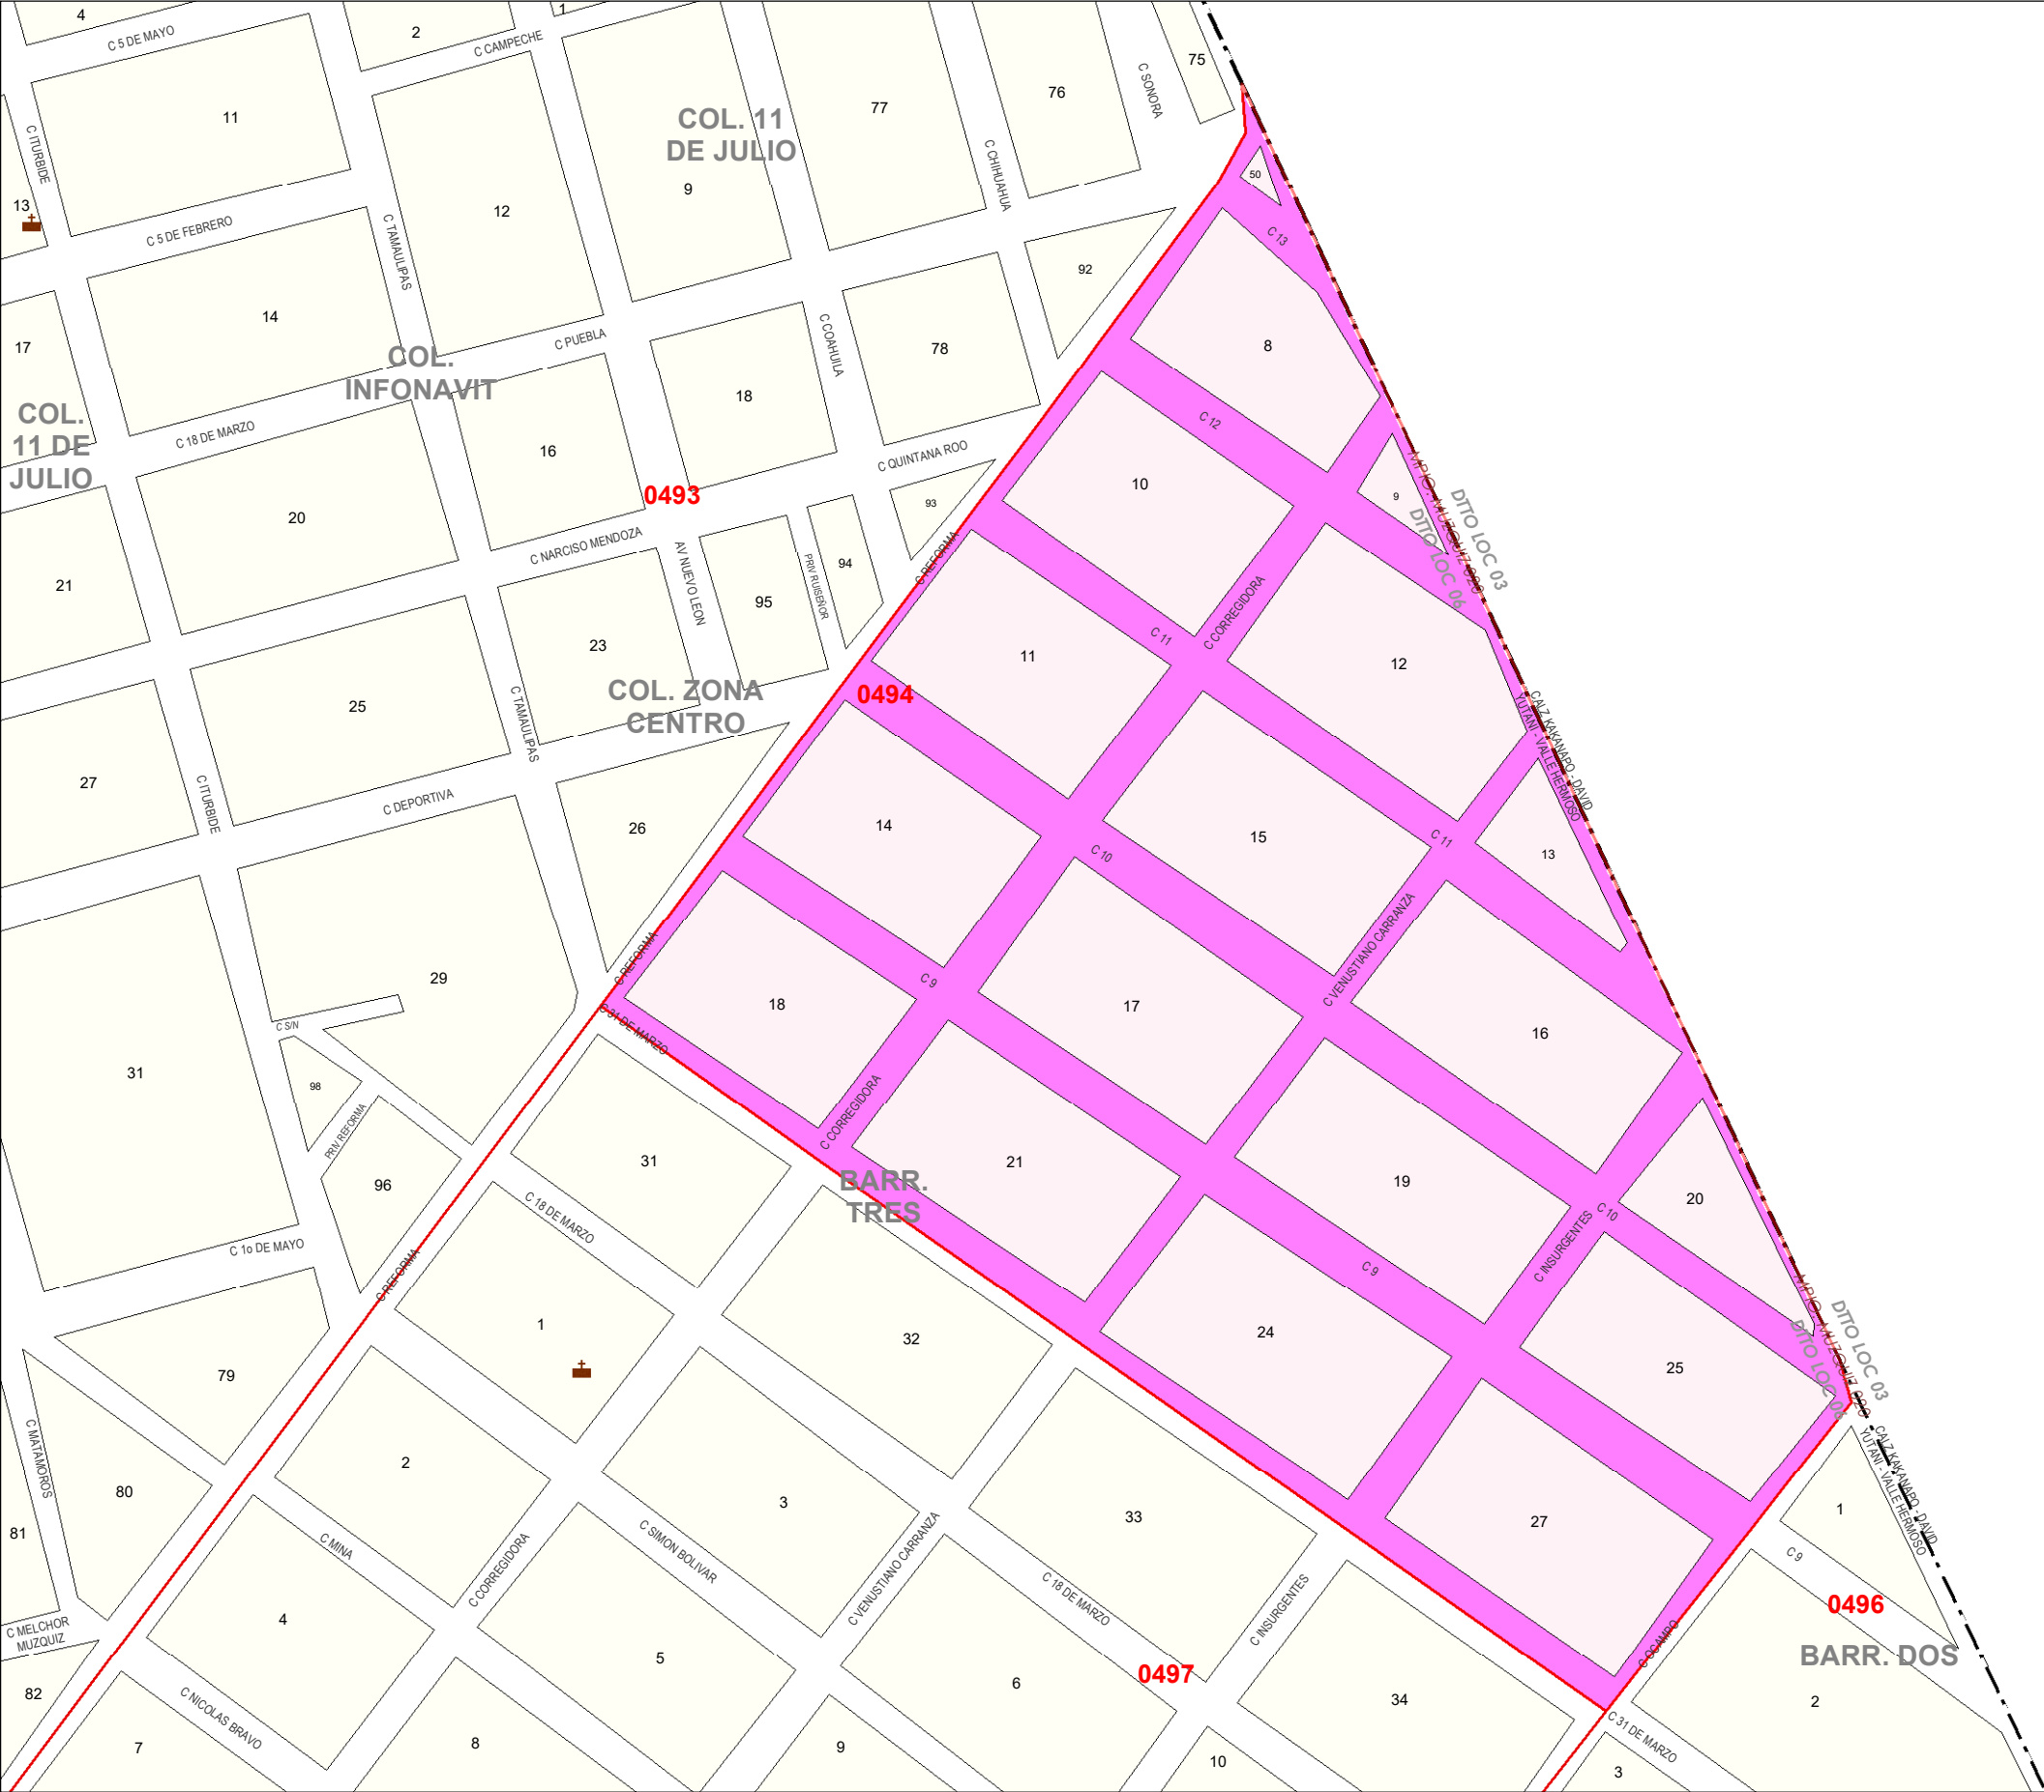 4
C 5 DE MAYO
2
C CAMPECHE
1
75
C SONORA
76
77
11
COL. 11
DE JULIO
C ITURBIDE
C CHIHUAHUA
50
13
9
12
C 5 DE FEBRERO
C TAMAULIPAS
C 13
92
14
C PUEBLA
C COAHUILA
78
8
17
COL.
INFONAVIT
18
COL.
11 DE
JULIO
C 18 DE MARZO
16
C QUINTANA ROO
C 12
10
0493
93
9
MPIO. MUZQUIZ 020
DTTO LOC 03
DTTO LOC 06
20
C NARCISO MENDOZA
C REFORMA
AV NUEVO LEON
PRIV RUISEÑOR
94
95
21
C CORREGIDORA
C 11
23
11
12
COL. ZONA
CENTRO
0494
C TAMAULIPAS
25
CALZ KAKANAPO - DAVID
YUTANI - VALLE HERMOSO
27
C ITURBIDE
C DEPORTIVA
26
14
15
C 11
C 10
13
29
C REFORMA
C VENUSTIANO CARRANZA
C 9
18
17
C 31 DE MARZO
C S/N
16
31
98
PRIV REFORMA
C CORREGIDORA
31
21
96
BARR.
TRES
19
20
C 18 DE MARZO
C 10
C INSURGENTES
C 1o DE MAYO
C REFORMA
C 9
1
32
24
MPIO. MUZQUIZ 020
DTTO LOC 03
DTTO LOC 06
25
79
C MATAMOROS
2
80
3
33
27
1
CALZ KAKANAPO - DAVID
YUTANI - VALLE HERMOSO
81
C MINA
C CORREGIDORA
C SIMON BOLIVAR
C VENUSTIANO CARRANZA
C 9
C 18 DE MARZO
C INSURGENTES
0496
4
C MELCHOR
MUZQUIZ
C OCAMPO
BARR. DOS
5
0497
6
82
34
2
C NICOLAS BRAVO
C 31 DE MARZO
7
8
9
10
3